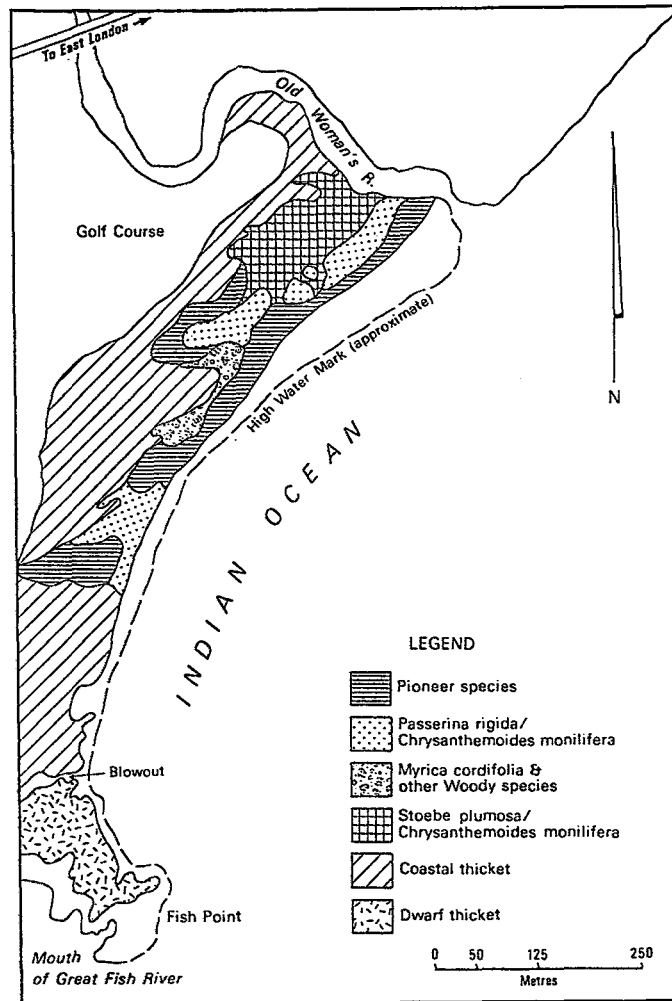 To East London
Old Woman's R.
Golf Course
High Water Mark (approximate)
N
INDIAN OCEAN
LEGEND
Pioneer species
Passerina rigida/
Chrysanthemoides monilifera
Myrica cordifolia &
other Woody species
Stoebe plumosa/
Chrysanthemoides monilifera
Coastal thicket
Dwarf thicket
Blowout
Fish Point
Mouth
of Great Fish River
0 50 125 250
Metres